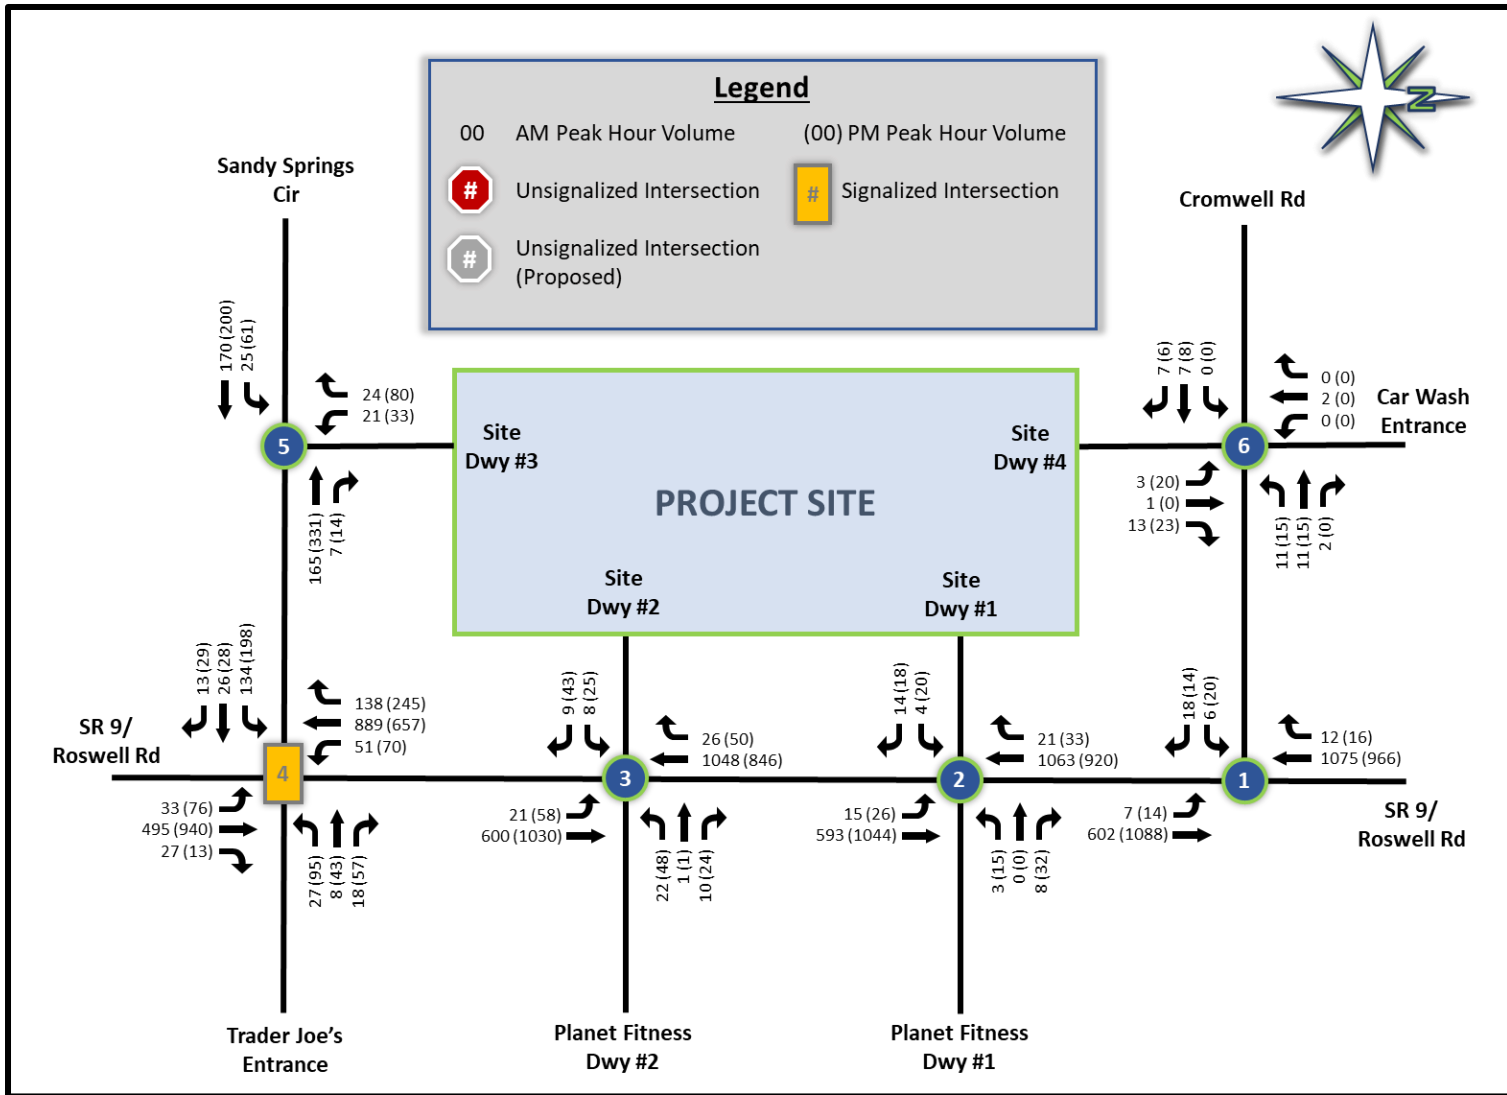 Legend
00 AM Peak Hour Volume (00) PM Peak Hour Volume
# Unsignalized Intersection # Signalized Intersection
# Unsignalized Intersection
(Proposed)
N
Sandy Springs
Cir
Cromwell Rd
170 (200)
25 (61)
24 (80)
21 (33)
5
165 (331)
7 (14)
Site
Dwy #3
Site
Dwy #4
PROJECT SITE
Site
Dwy #2
Site
Dwy #1
7 (6)
7 (8)
0 (0)
0 (0)
2 (0)
0 (0)
Car Wash
Entrance
6
3 (20)
1 (0)
13 (23)
11 (15)
11 (15)
2 (0)
13 (29)
26 (28)
134 (198)
138 (245)
889 (657)
51 (70)
SR 9/
Roswell Rd
4
33 (76)
495 (940)
27 (13)
27 (95)
8 (43)
18 (57)
9 (43)
8 (25)
26 (50)
1048 (846)
3
21 (58)
600 (1030)
22 (48)
1 (1)
10 (24)
14 (18)
4 (20)
21 (33)
1063 (920)
2
15 (26)
593 (1044)
3 (15)
0 (0)
8 (32)
18 (14)
6 (20)
12 (16)
1075 (966)
1
7 (14)
602 (1088)
SR 9/
Roswell Rd
Trader Joe's
Entrance
Planet Fitness
Dwy #2
Planet Fitness
Dwy #1